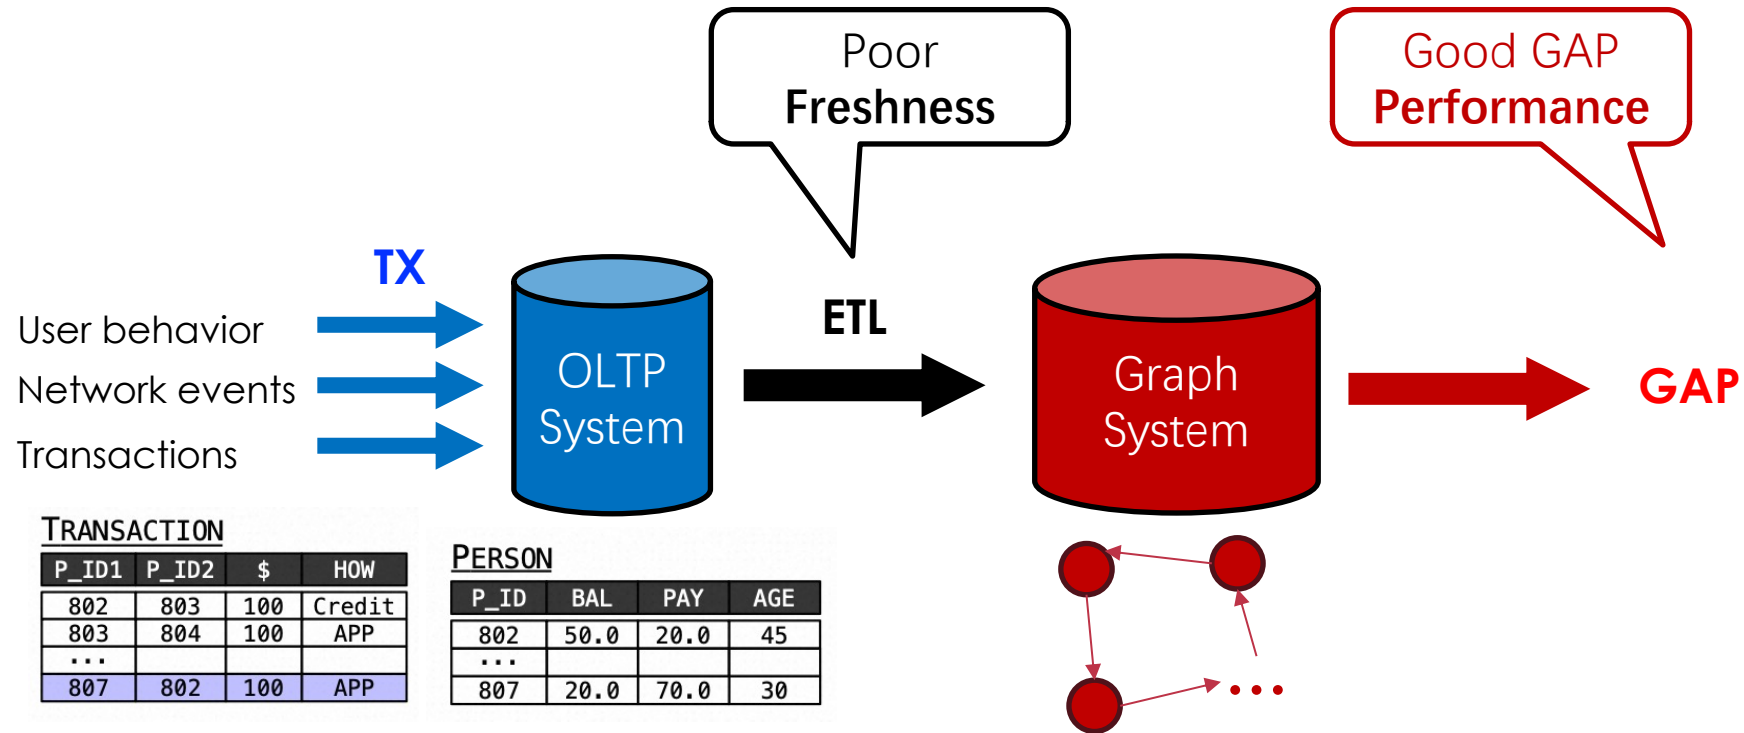 Poor
Freshness
Good GAP
Performance
TX
User behavior
Network events
Transactions
OLTP
System
ETL
Graph
System
GAP
TRANSACTION
P_ID1 P_ID2 $ HOW
802 803 100 Credit
803 804 100 APP
...
807 802 100 APP
PERSON
P_ID BAL PAY AGE
802 50.0 20.0 45
...
807 20.0 70.0 30
...